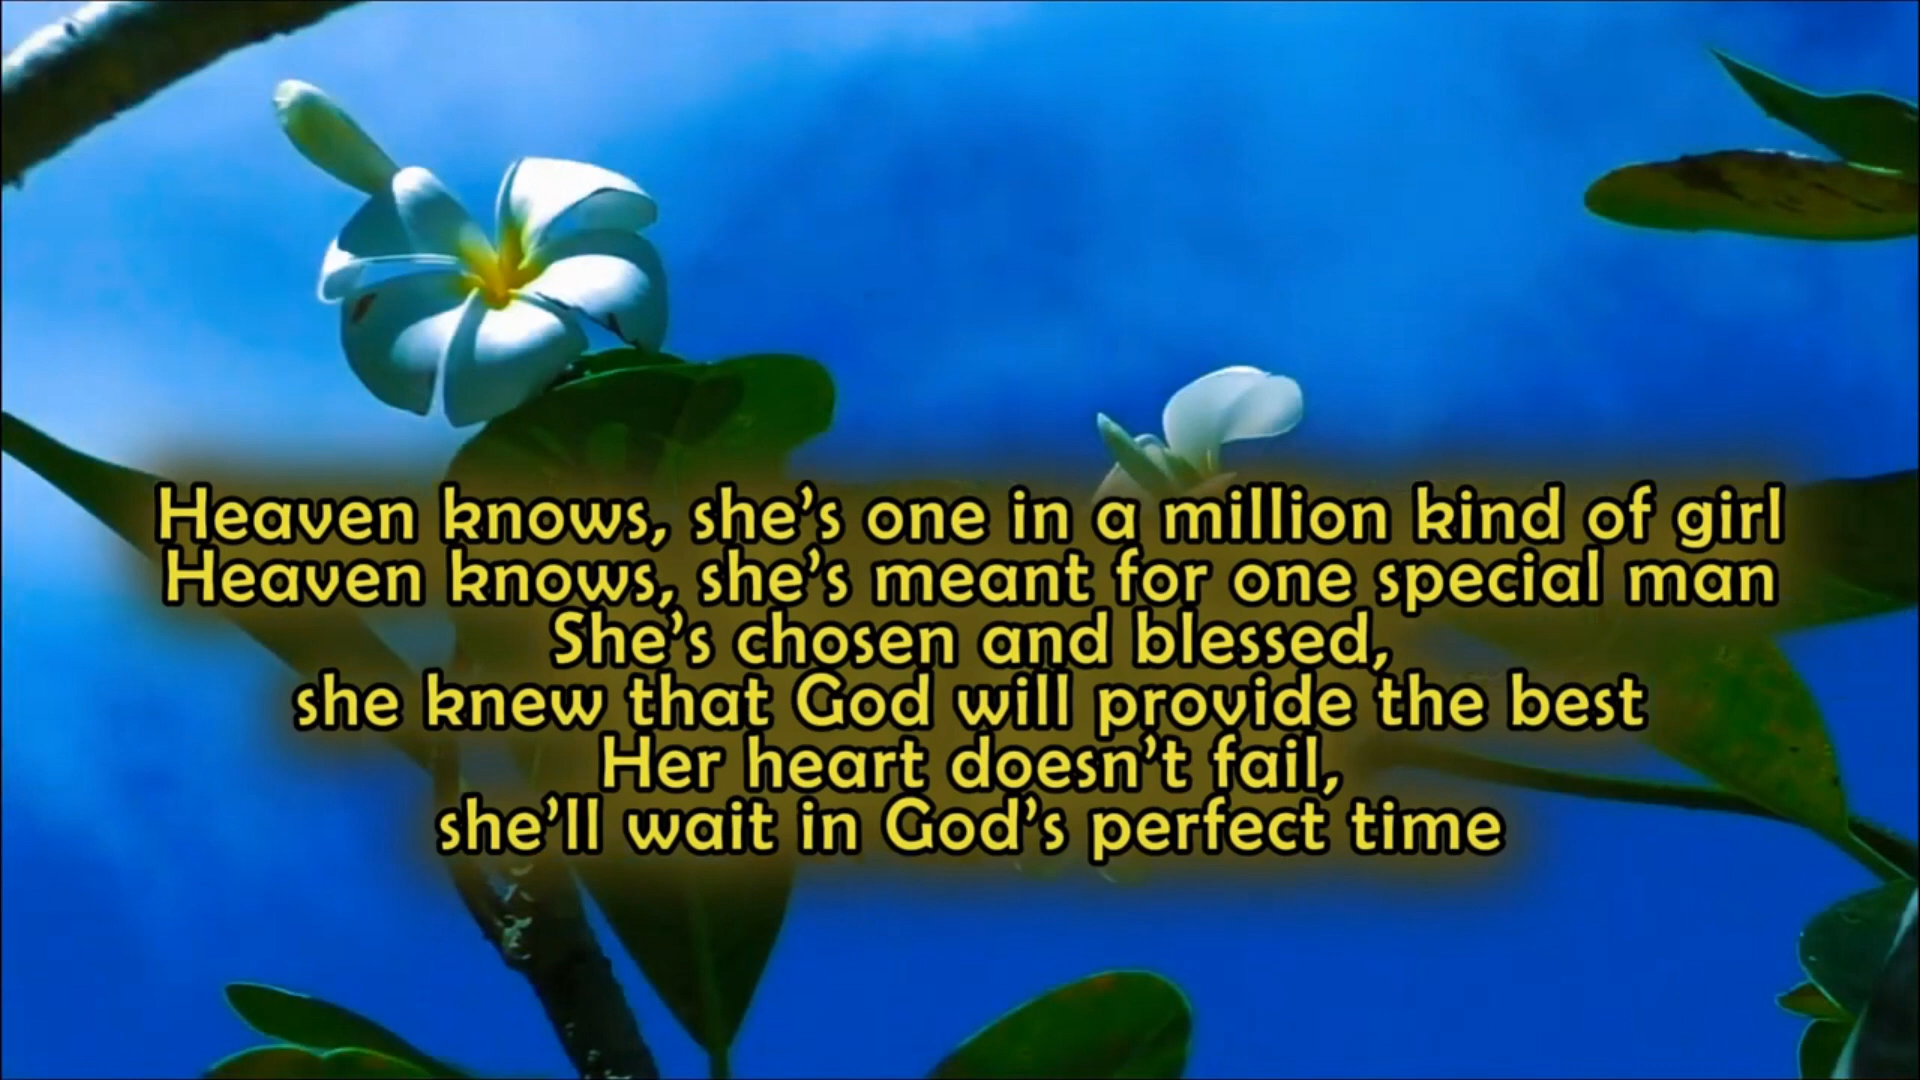 Heaven knows, she's one in a million kind of girl
Heaven knows, she's meant for one special man
She's chosen and blessed,
she knew that God will provide the best
Her heart doesn't fail,
she'll wait in God's perfect time